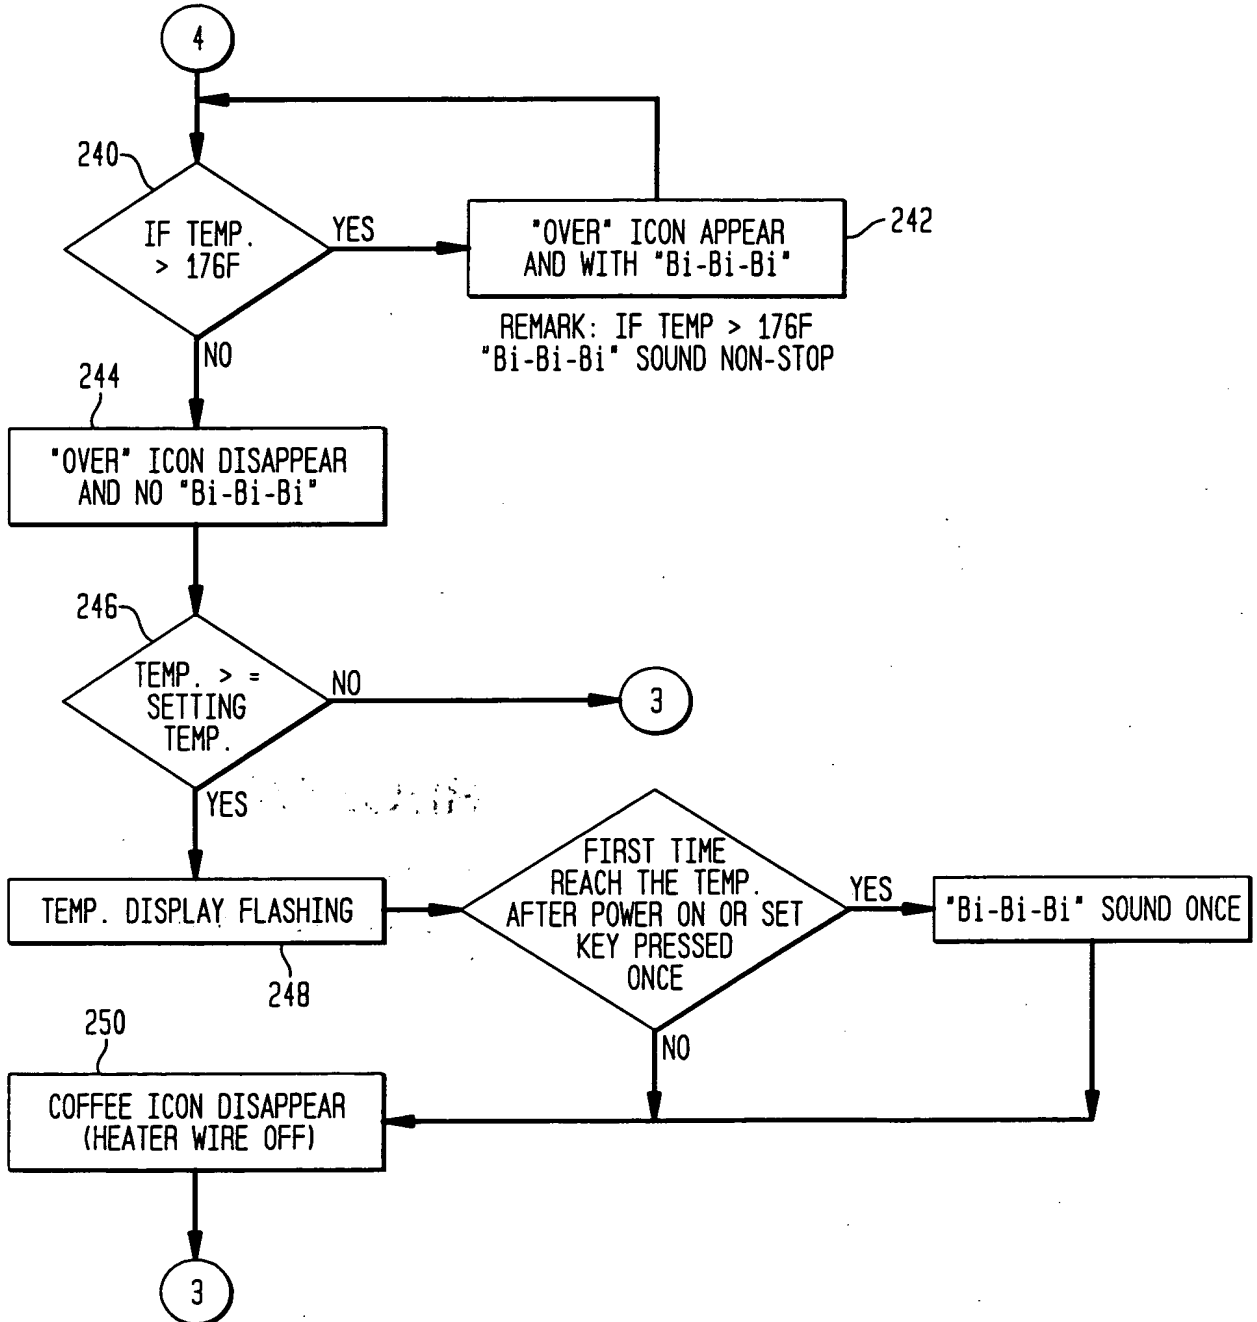 4
240
IF TEMP.
> 176F
YES
"OVER" ICON APPEAR
AND WITH "Bi-Bi-Bi"
242
REMARK: IF TEMP > 176F
"Bi-Bi-Bi" SOUND NON-STOP
NO
244
"OVER" ICON DISAPPEAR
AND NO "Bi-Bi-Bi"
246
TEMP. > =
SETTING
TEMP.
NO
3
YES
TEMP. DISPLAY FLASHING
248
FIRST TIME
REACH THE TEMP.
AFTER POWER ON OR SET
KEY PRESSED
ONCE
YES
"Bi-Bi-Bi" SOUND ONCE
NO
250
COFFEE ICON DISAPPEAR
(HEATER WIRE OFF)
3